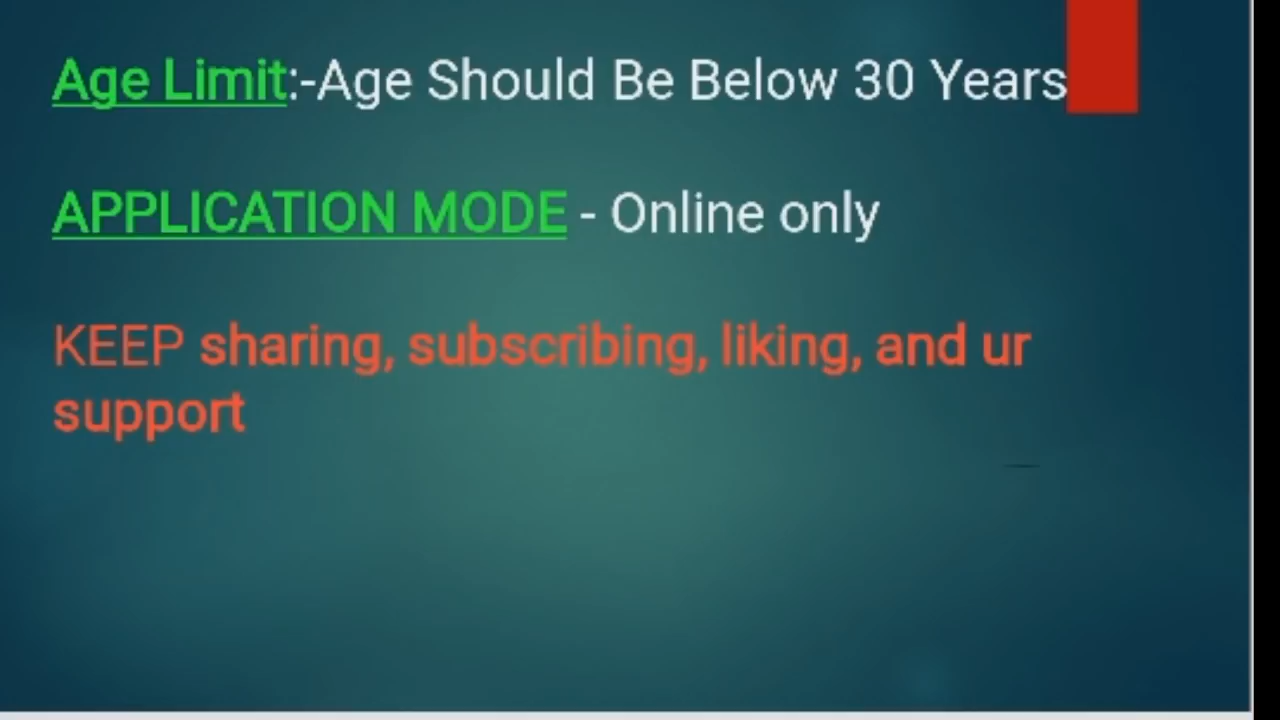 Age Limit:-Age Should Be Below 30 Years
APPLICATION MODE - Online only
KEEP sharing, subscribing, liking, and ur
support